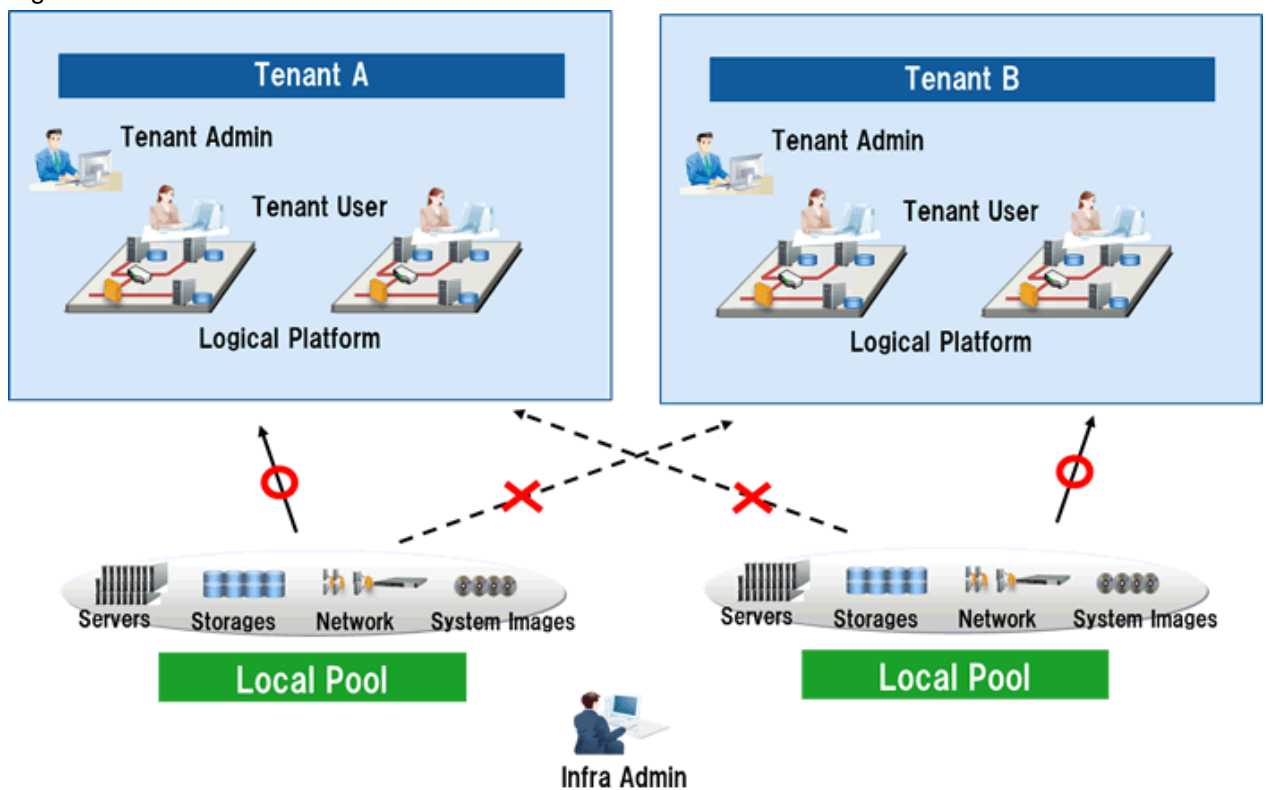 Tenant A
Tenant B
Tenant Admin
Tenant Admin
Tenant User
Tenant User
Logical Platform
Logical Platform
Servers
Storages
Network
System Images
Servers
Storages
Network
System Images
Local Pool
Local Pool
Infra Admin